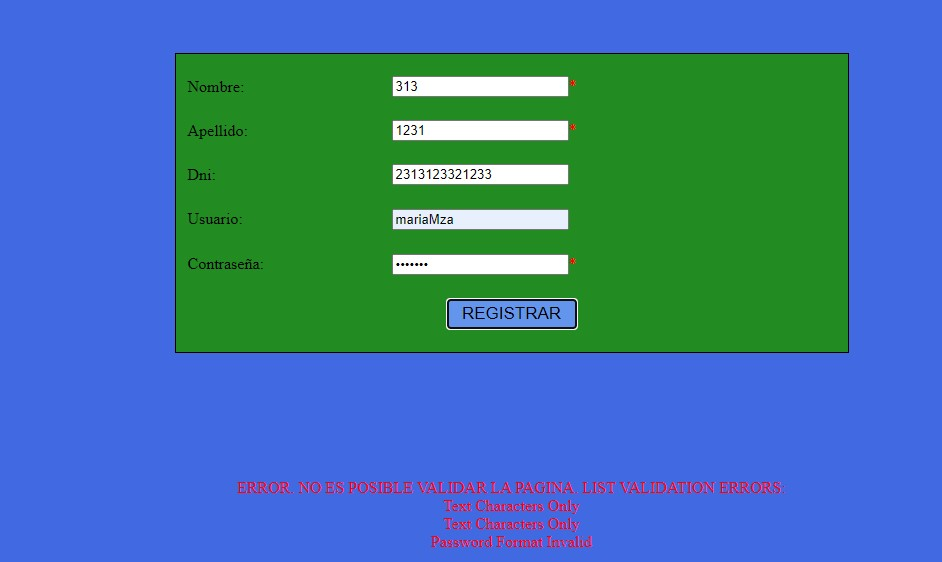 Nombre: 313*
Apellido: 1231*
Dni: 2313123321233
Usuario: mariaMza
Contraseña: •••••••*
REGISTRAR
ERROR. NO ES POSIBLE VALIDAR LA PAGINA. LIST VALIDATION ERRORS:
Text Characters Only
Text Characters Only
Password Format Invalid